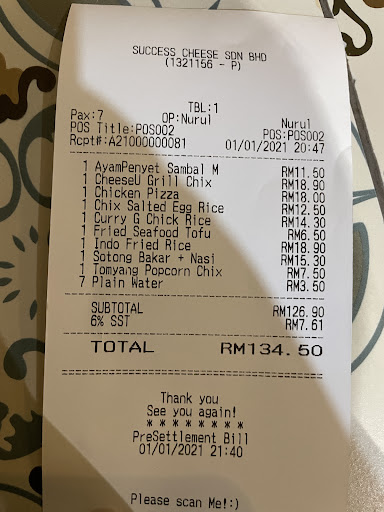 SUCCESS CHEESE SDN BHD
(1321156 - P)
TBL:1
Pax:7 OP:Nurul Nurul
POS Title:POS002 POS:POS002
Rcpt#:A21000000081 01/01/2021 20:47
1 AyamPenyet Sambal M RM11.50
1 CheeseU Grill Chix RM18.90
1 Chicken Pizza RM18.00
1 Chix Salted Egg Rice RM12.50
1 Curry G Chick Rice RM14.30
1 Fried Seafood Tofu RM6.50
1 Indo Fried Rice RM18.90
1 Sotong Bakar + Nasi RM15.30
1 Tomyang Popcorn Chix RM7.50
7 Plain Water RM3.50
SUBTOTAL RM126.90
6% SST RM7.61
TOTAL RM134.50
Thank you
See you again!
* * * * * * * *
PreSettlement Bill
01/01/2021 21:40
Please scan Me!:)